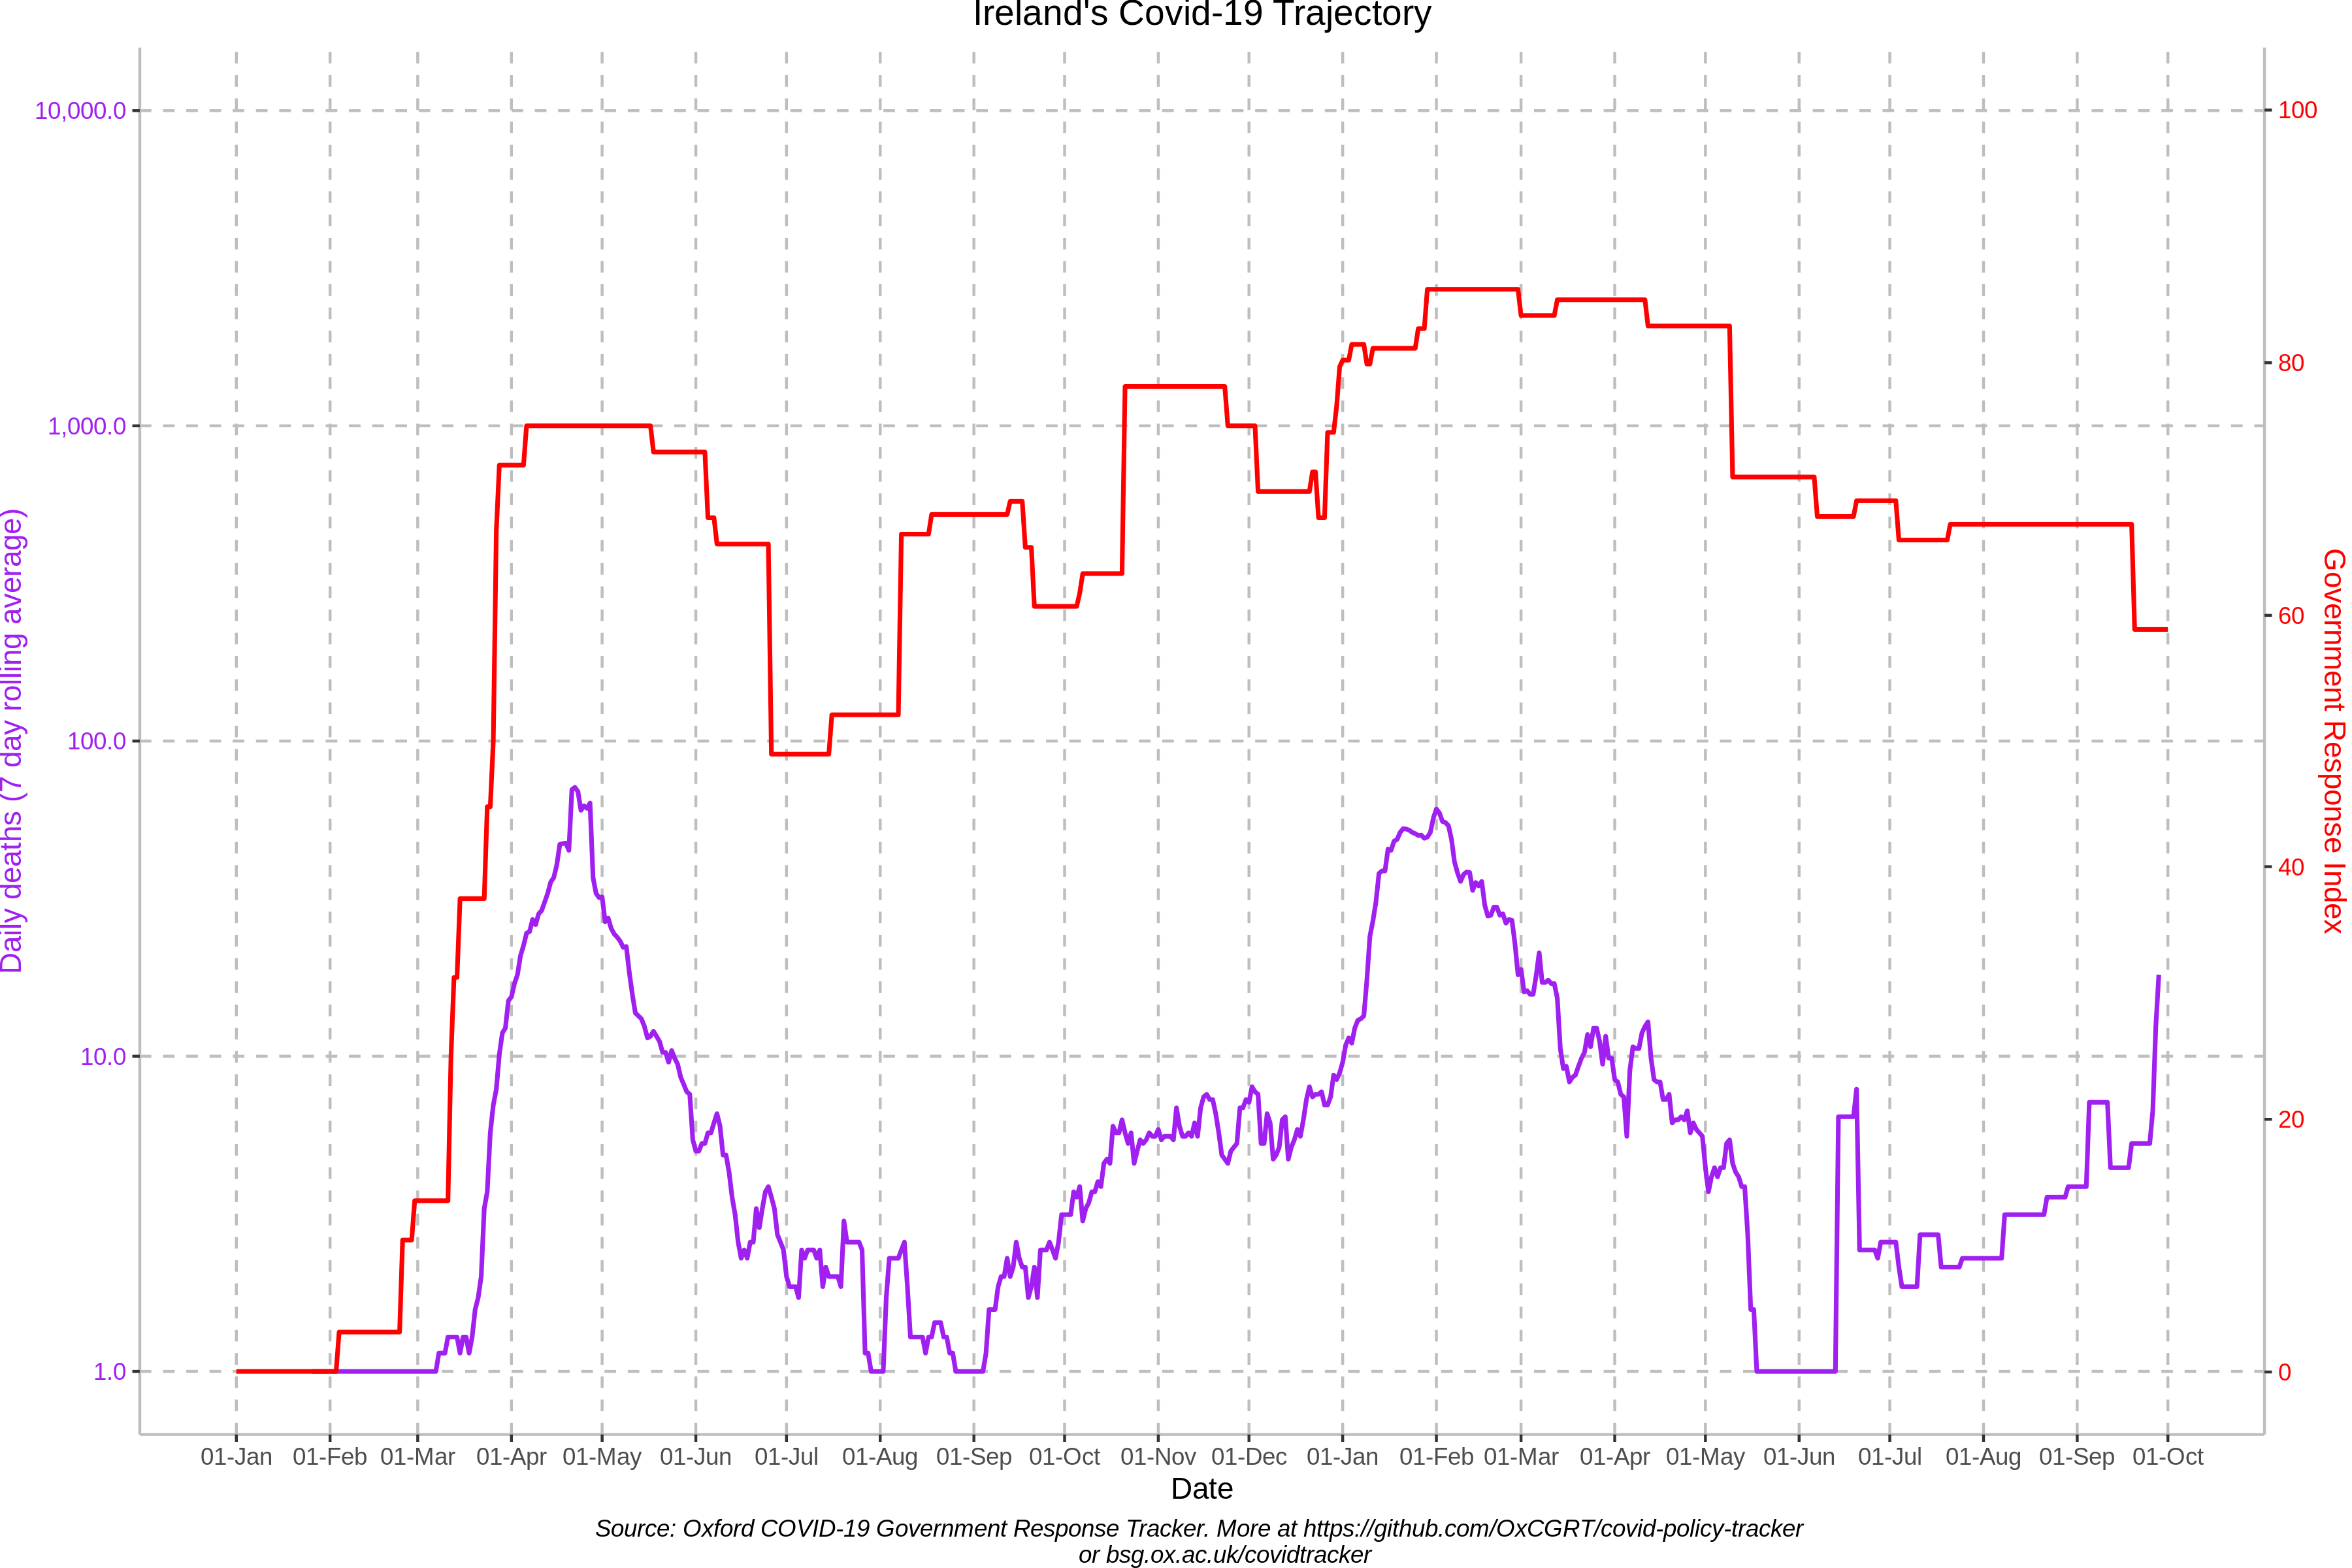 Ireland's Covid-19 Trajectory
10,000.0
1,000.0
100.0
10.0
1.0
Daily deaths (7 day rolling average)
100
80
60
40
20
0
Government Response Index
01-Jan 01-Feb 01-Mar 01-Apr 01-May 01-Jun 01-Jul 01-Aug 01-Sep 01-Oct 01-Nov 01-Dec 01-Jan 01-Feb 01-Mar 01-Apr 01-May 01-Jun 01-Jul 01-Aug 01-Sep 01-Oct
Date
Source: Oxford COVID-19 Government Response Tracker. More at https://github.com/OxCGRT/covid-policy-tracker
or bsg.ox.ac.uk/covidtracker